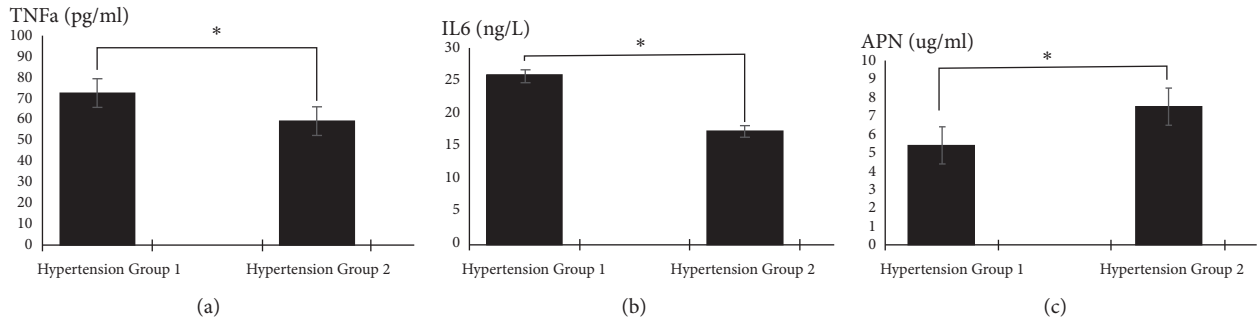 TNFa (pg/ml)
100
90
80
70
60
50
40
30
20
10
0
*
Hypertension Group 1
Hypertension Group 2
(a)
IL6 (ng/L)
30
25
20
15
10
5
0
*
Hypertension Group 1
Hypertension Group 2
(b)
APN (ug/ml)
10
9
8
7
6
5
4
3
2
1
0
*
Hypertension Group 1
Hypertension Group 2
(c)